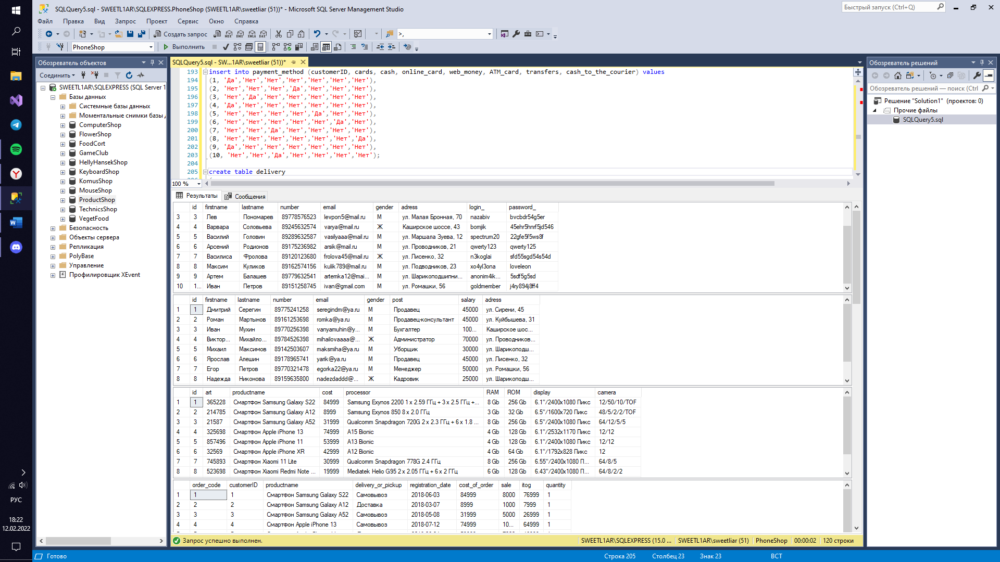 SQLQuery5.sql - SWEETL1AR\SQLEXPRESS.PhoneShop (SWEETL1AR\sweetliar (51))* - Microsoft SQL Server Management Studio
Быстрый запуск (Ctrl+Q)
Файл Правка Вид Запрос Проект Сервис Окно Справка
Создать запрос
PhoneShop Выполнить
Обозреватель объектов
Соединить
SWEETL1AR\SQLEXPRESS (SQL Server 1
Базы данных
Системные базы данных
Моментальные снимки базы
ComputerShop
FlowerShop
FoodCort
GameClub
HellyHansekShop
KeyboardShop
KomusShop
MouseShop
ProductShop
TechnicsShop
VegetFood
Безопасность
Объекты сервера
Репликация
PolyBase
Управление
Профилировщик XEvent
SQLQuery5.sql - SW...1AR\sweetliar (51))*
193 insert into payment_method (customerID, cards, cash, online_card, web_money, ATM_card, transfers, cash_to_the_courier) values
194 (1, 'Да','Нет','Нет','Нет','Нет','Нет','Нет'),
195 (2, 'Нет','Нет','Нет','Да','Нет','Нет','Нет'),
196 (3, 'Нет','Да','Нет','Нет','Нет','Нет','Нет'),
197 (4, 'Да','Нет','Нет','Нет','Нет','Нет','Нет'),
198 (5, 'Нет','Нет','Нет','Нет','Да','Нет','Нет'),
199 (6, 'Нет','Нет','Нет','Нет','Нет','Да','Нет'),
200 (7, 'Нет','Нет','Да','Нет','Нет','Нет','Нет'),
201 (8, 'Нет','Нет','Нет','Нет','Нет','Нет','Да'),
202 (9, 'Да','Нет','Нет','Нет','Нет','Нет','Нет'),
203 (10, 'Нет','Нет','Да','Нет','Нет','Нет','Нет');
204
205 create table delivery
100 %
Результаты Сообщения
id firstname lastname number email gender adress login_ password_
3 3 Лев Пономарев 89778576523 levpon5@mail.ru М ул. Малая Бронная, 70 nazabiv bvcbdr54g5er
4 4 Варвара Соловьева 89245632574 varya@mail.ru Ж Каширское шоссе, 43 bomjik 45ehr5hnrf5jd546
5 5 Василий Головин 89289632587 vasilyaaa@mail.ru М ул. Маршала Зуева, 12 spectrum20 22gfe5f5ws8f
6 6 Арсений Родионов 89175236982 arsik@mail.ru М ул. Проводников, 21 qwerty123 qwerty125
7 7 Василиса Фролова 89120123680 frolova45@mail.ru Ж ул. Лисенко, 32 n3koglai sfd55sgd54s54d
8 8 Максим Куликов 89162574156 kulik789@mail.ru М ул. Подводников, 23 xo4yl3ona loveleon
9 9 Артем Балашев 89779632541 artemka12@mai... М ул. Шарикоподшипни... anonim4ik... 5sdf5g5sd
10 1... Иван Петров 89151258745 ivan@gmail.com М ул. Ромашки, 56 goldmember j4ry894j8ff4
id firstname lastname number email gender post salary adress
1 1 Дмитрий Серегин 89775241258 seregindm@ya.ru М Продавец 45000 ул. Сирени, 45
2 2 Роман Мартынов 89161253698 romka@ya.ru М Продавец-консультант 45000 ул. Куйбышева, 31
3 3 Иван Мухин 89770256398 vanyamuhin@y... М Бухгалтер 100... Каширское шос...
4 4 Виктор... Михайло... 89784526398 mihailovaaaa@... Ж Администратор 70000 ул. Проводников...
5 5 Михаил Максимов 89142503607 maksmiha@ya.ru М Уборщик 30000 ул. Шарикоподш...
6 6 Ярослав Алешин 89178965741 yarik@ya.ru М Продавец 45000 ул. Лисенко, 32
7 7 Егор Петров 89770321478 egorka22@ya.ru М Менеджер 50000 ул. Ромашки, 56
8 8 Надежда Никонова 89159635800 nadezdaddd@... Ж Кадровик 25000 ул. Шарикоподш...
id art productname cost processor RAM ROM display camera
1 1 365228 Смартфон Samsung Galaxy S22 84999 Samsung Exynos 2200 1 x 2.59 ГГц + 3 x 2.5 ГГц +... 8 Gb 256 Gb 6.1''/2400x1080 Пикс 12/50/10/TOF
2 2 214785 Смартфон Samsung Galaxy A12 8999 Samsung Exynos 850 8 x 2.0 ГГц 3 Gb 32 Gb 6.5''/1600x720 Пикс 48/5/2/2/TOF
3 3 21587 Смартфон Samsung Galaxy A52 31999 Qualcomm Snapdragon 720G 2 x 2.3 ГГц + 6 x 1.8 ... 8 Gb 256 Gb 6.5''/2400x1080 Пикс 64/12/5/5
4 4 325698 Смартфон Apple iPhone 13 74999 A15 Bionic 4 Gb 128 Gb 6.1''/2532x1170 Пикс 12/12
5 5 857496 Смартфон Apple iPhone 11 53999 A13 Bionic 4 Gb 128 Gb 6.1''/2400x1080 Пикс 12/12
6 6 32569 Смартфон Apple iPhone XR 42999 A12 Bionic 4 Gb 64 Gb 6.1''/1792x828 Пикс 12
7 7 745893 Смартфон Xiaomi 11 Lite 30999 Qualcomm Snapdragon 778G 2.4 ГГц 8 Gb 256 Gb 6.55''/2400x1080 П... 64/8/5
8 8 523698 Смартфон Xiaomi Redmi Note ... 19999 Mediatek Helio G95 2 x 2.05 ГГц + 6 x 2 ГГц 6 Gb 128 Gb 6.43''/2400x1080 П... 64/8/2/2
order_code customerID productname delivery_or_pickup registration_date cost_of_order sale itog quantity
1 1 1 Смартфон Samsung Galaxy S22 Самовывоз 2018-06-03 84999 8000 76999 1
2 2 2 Смартфон Samsung Galaxy A12 Доставка 2018-03-07 8999 1000 7999 1
3 3 3 Смартфон Samsung Galaxy A52 Самовывоз 2018-05-08 31999 5000 26999 1
4 4 4 Смартфон Apple iPhone 13 Самовывоз 2018-07-12 74999 10... 64999 1
Запрос успешно выполнен. SWEETL1AR\SQLEXPRESS (15.0 ... SWEETL1AR\sweetliar (51) PhoneShop 00:00:02 120 строки
Обозреватель решений
Обозреватель решений — поиск (Ctrl
Решение "Solution1" (проектов: 0)
Прочие файлы
SQLQuery5.sql
РУС
18:22
12.02.2022
Готово Строка 205 Столбец 23 Знак 23 ВСТ